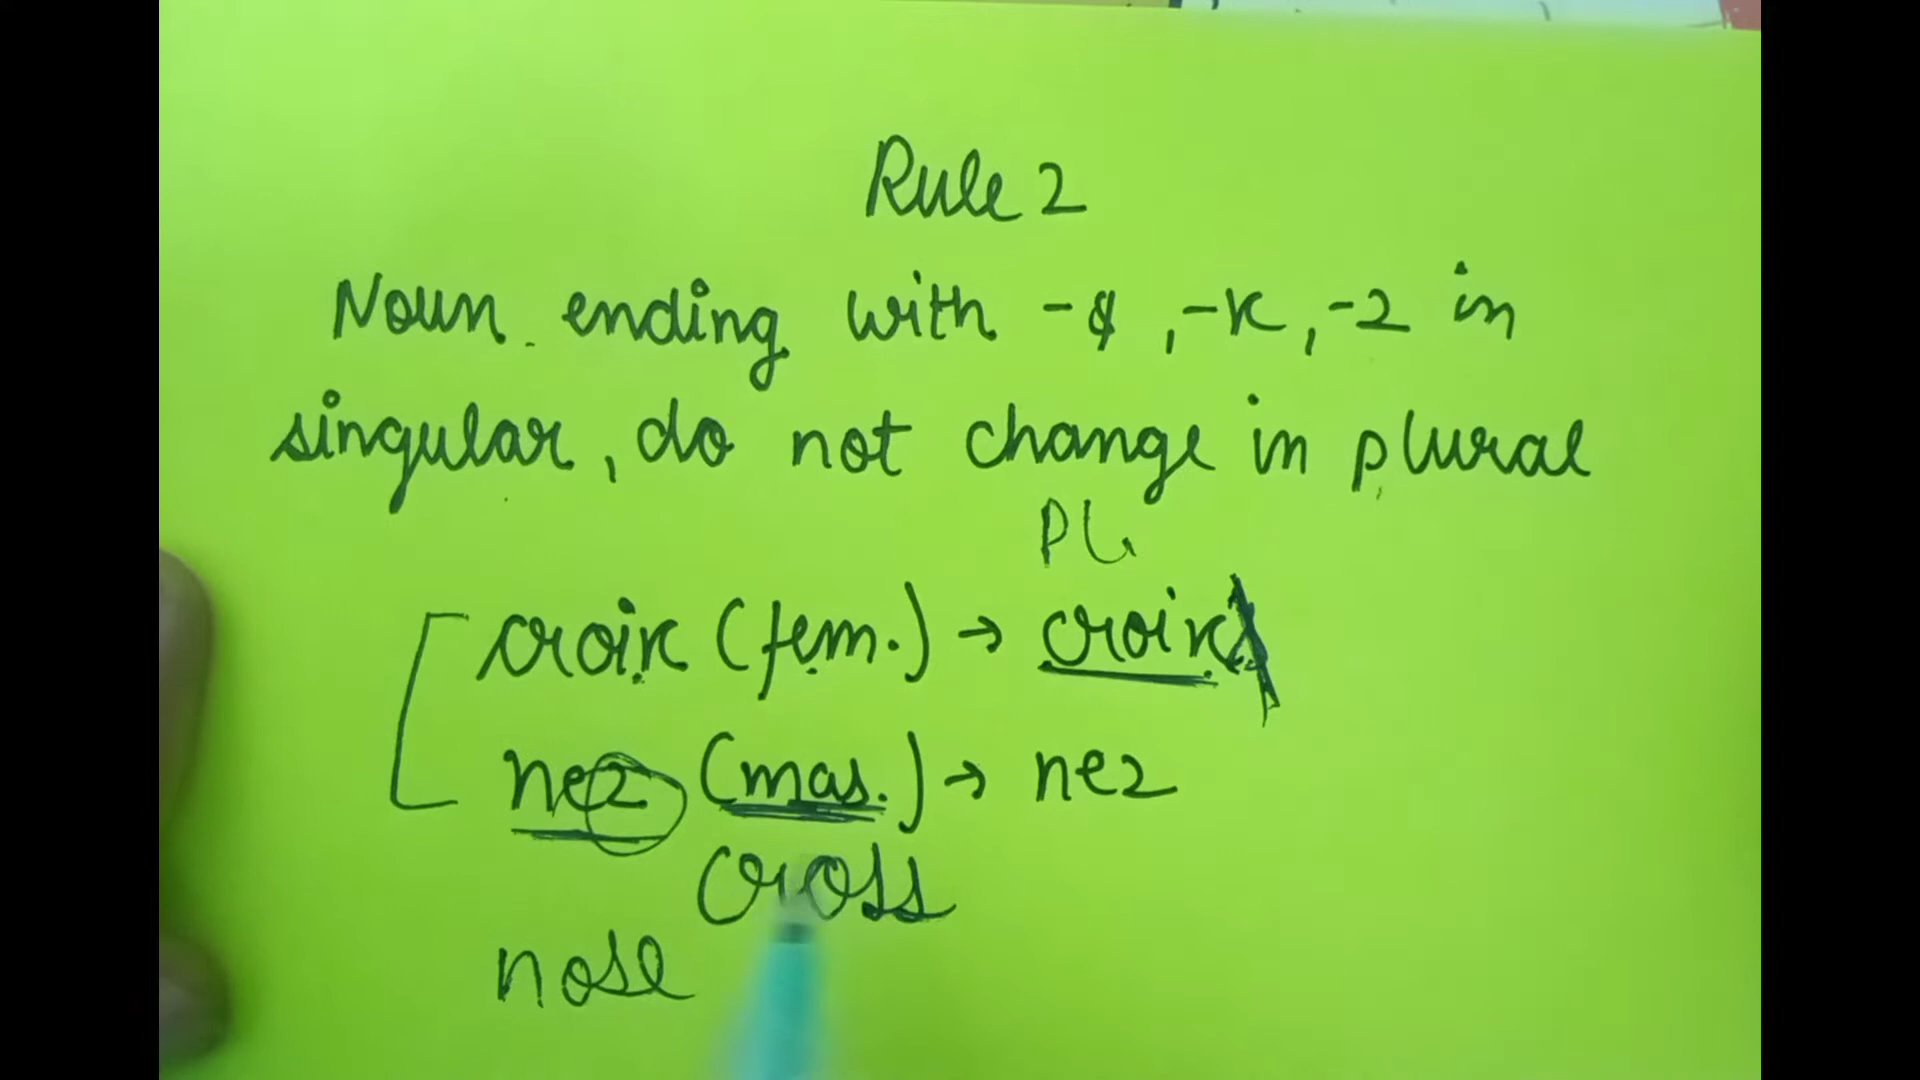 Rule 2
Noun ending with -s, -x, -z in
singular, do not change in plural
Pl
croix (fem.) → croix
nez (mas.) → nez
cross
nose